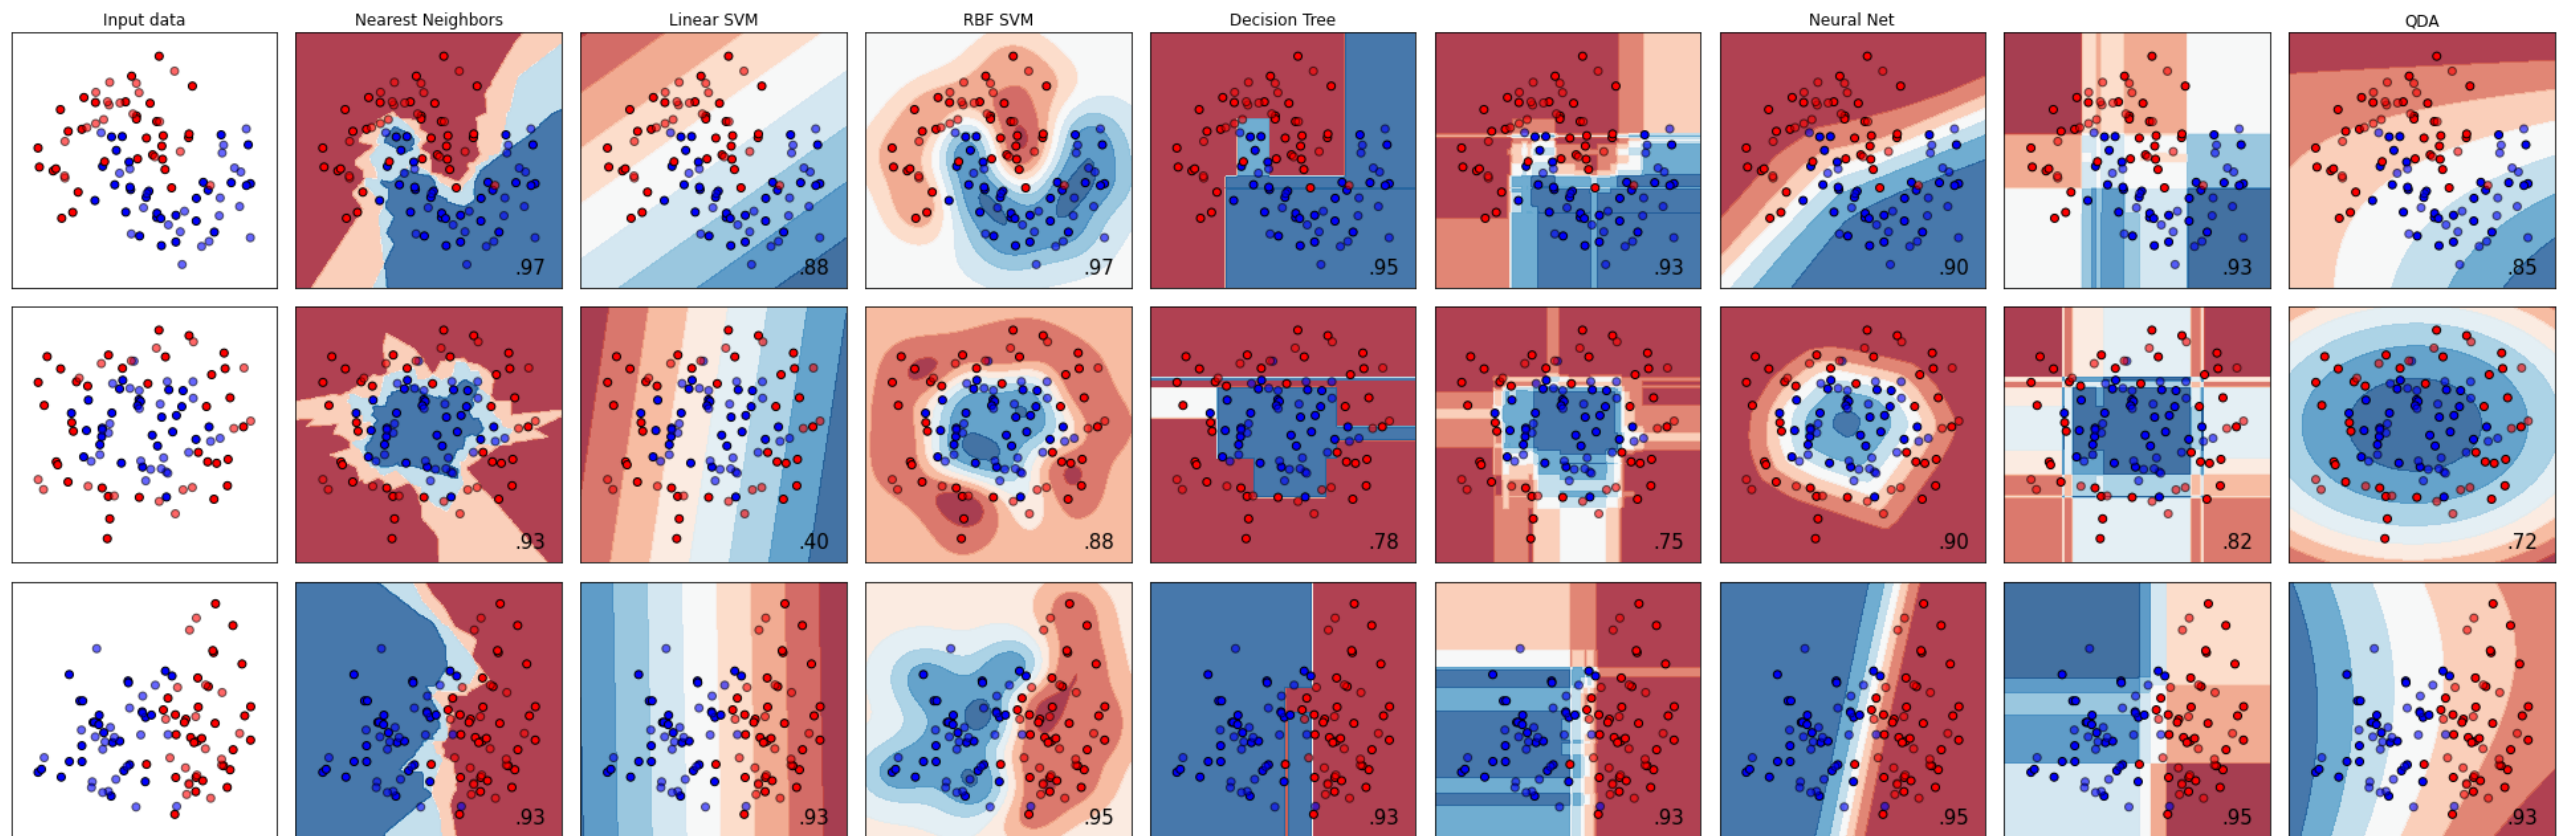 Input data Nearest Neighbors Linear SVM RBF SVM Decision Tree Neural Net QDA
.97 .88 .97 .95 .93 .90 .93 .85
.93 .40 .88 .78 .75 .90 .82 .72
.93 .93 .95 .93 .93 .95 .95 .93